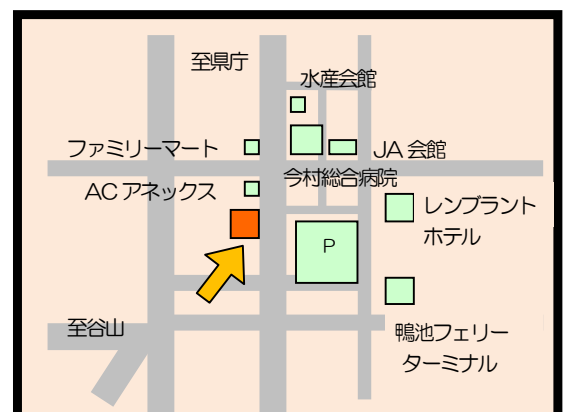 至県庁
水産会館
ファミリーマート
JA 会館
今村総合病院
AC アネックス
レンブラント
ホテル
P
至谷山
鴨池フェリー
ターミナル